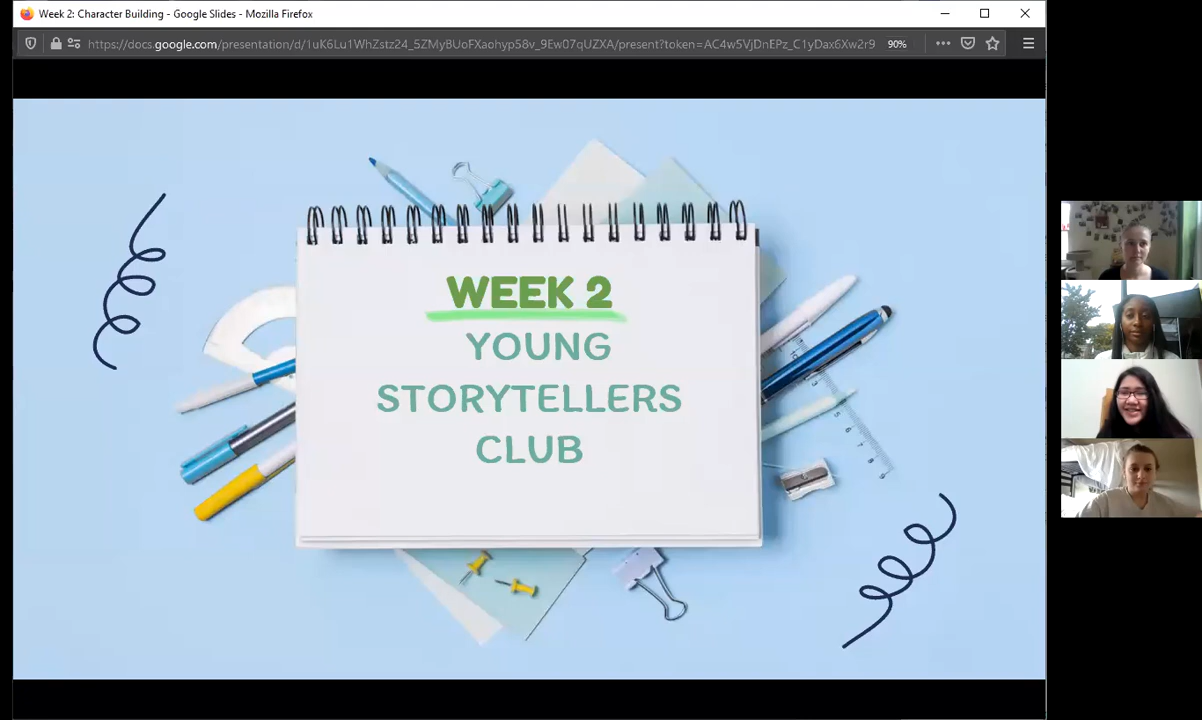 Week 2: Character Building - Google Slides - Mozilla Firefox
https://docs.google.com/presentation/d/1uK6Lu1WhZstz24_5ZMyBUoFXaohyp58v_9Ew07qUZXA/present?token=AC4w5VjDnEPz_C1yDax6Xw2r9
90%
WEEK 2
YOUNG
STORYTELLERS
CLUB